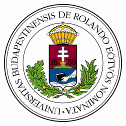 UNIVERSITAS BUDAPESTINENSIS DE ROLANDO EÖTVÖS NOMINATA